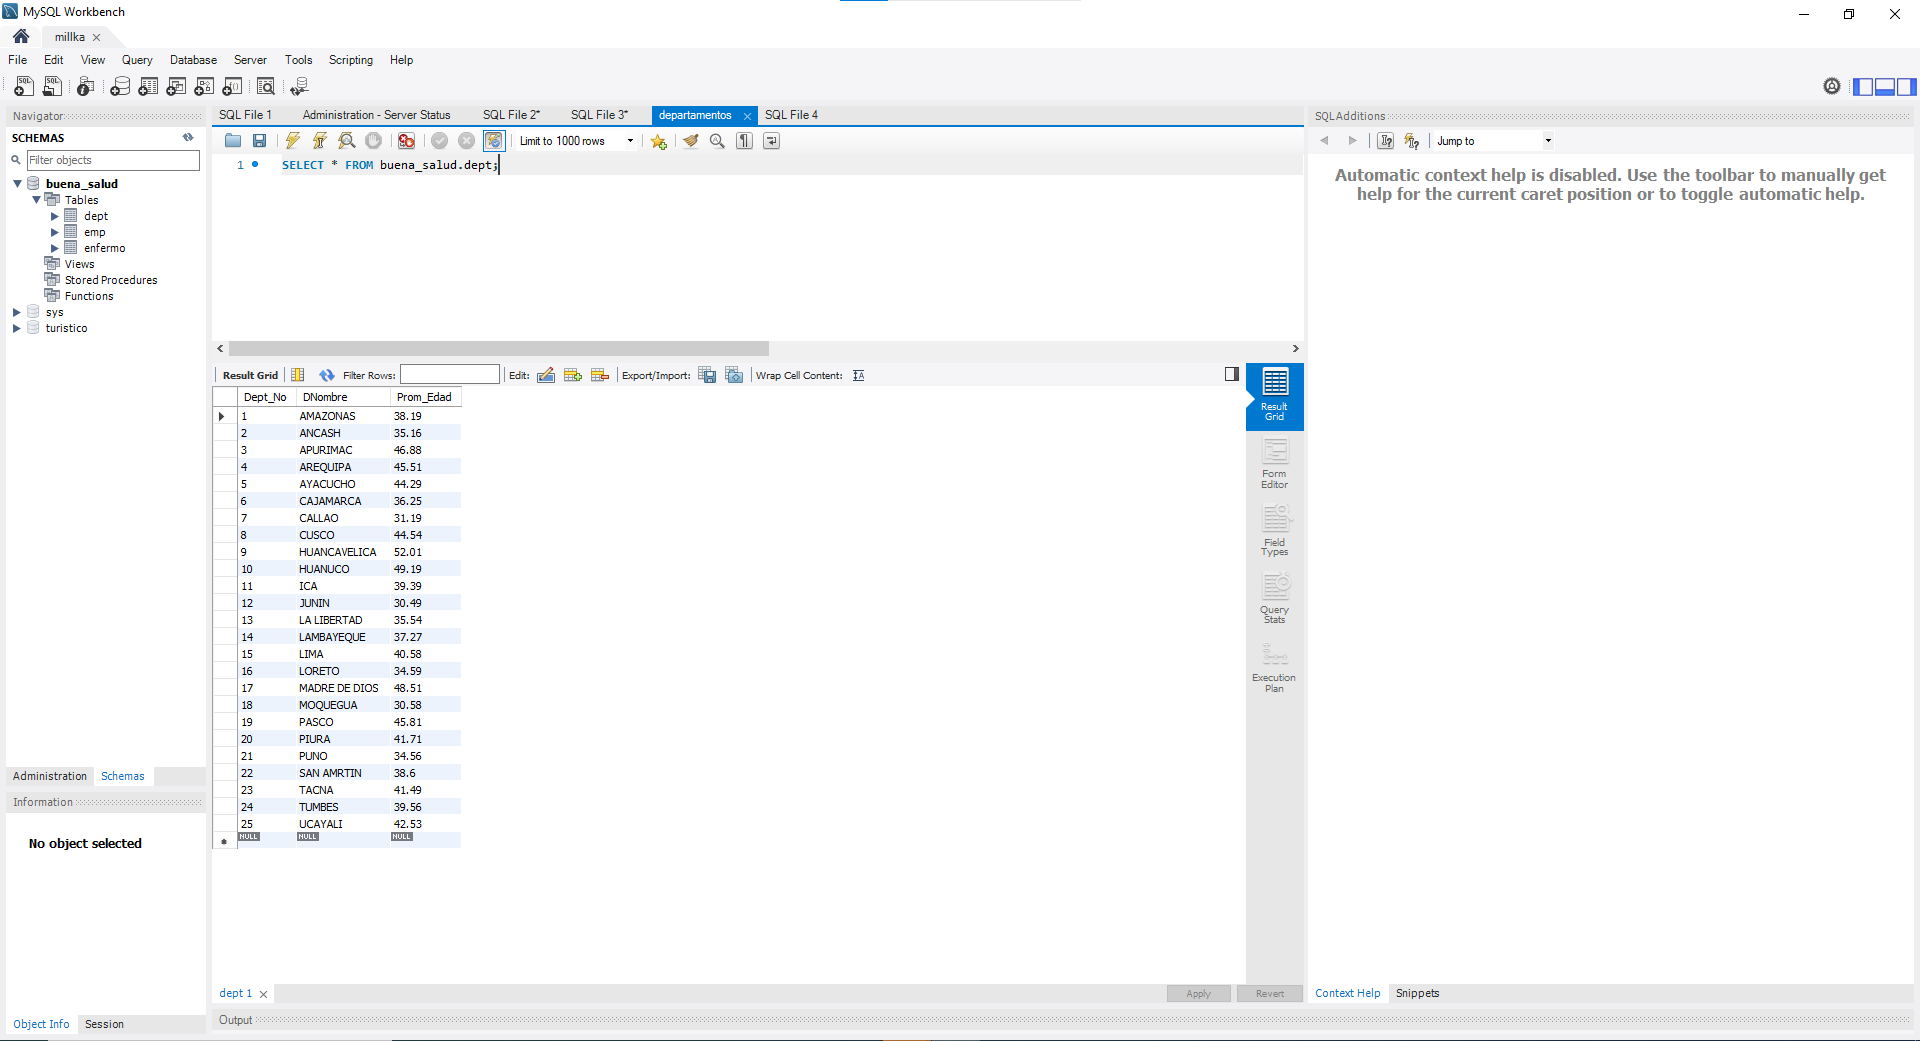 MySQL Workbench
millka
File Edit View Query Database Server Tools Scripting Help
Navigator
SCHEMAS
Filter objects
buena_salud
Tables
dept
emp
enfermo
Views
Stored Procedures
Functions
sys
turistico
Administration Schemas
Information
No object selected
Object Info Session
SQL File 1 Administration - Server Status SQL File 2* SQL File 3* departamentos SQL File 4
Limit to 1000 rows
1 SELECT * FROM buena_salud.dept;
Result Grid Filter Rows: Edit: Export/Import: Wrap Cell Content:
Dept_No DNombre Prom_Edad
1 AMAZONAS 38.19
2 ANCASH 35.16
3 APURIMAC 46.88
4 AREQUIPA 45.51
5 AYACUCHO 44.29
6 CAJAMARCA 36.25
7 CALLAO 31.19
8 CUSCO 44.54
9 HUANCAVELICA 52.01
10 HUANUCO 49.19
11 ICA 39.39
12 JUNIN 30.49
13 LA LIBERTAD 35.54
14 LAMBAYEQUE 37.27
15 LIMA 40.58
16 LORETO 34.59
17 MADRE DE DIOS 48.51
18 MOQUEGUA 30.58
19 PASCO 45.81
20 PIURA 41.71
21 PUNO 34.56
22 SAN AMRTIN 38.6
23 TACNA 41.49
24 TUMBES 39.56
25 UCAYALI 42.53
NULL NULL NULL
Result
Grid
Form
Editor
Field
Types
Query
Stats
Execution
Plan
dept 1
Apply Revert
Output
SQLAdditions
Jump to
Automatic context help is disabled. Use the toolbar to manually get
help for the current caret position or to toggle automatic help.
Context Help Snippets